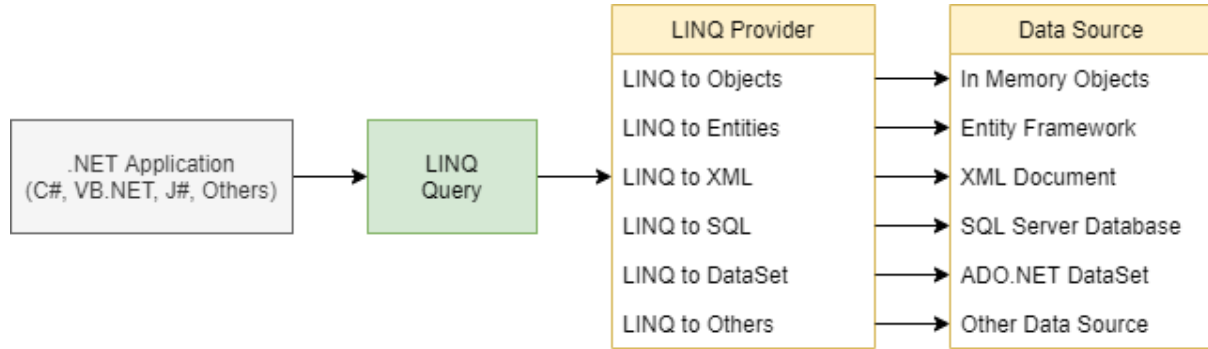 .NET Application
(C#, VB.NET, J#, Others)
LINQ
Query
LINQ Provider
LINQ to Objects
LINQ to Entities
LINQ to XML
LINQ to SQL
LINQ to DataSet
LINQ to Others
Data Source
In Memory Objects
Entity Framework
XML Document
SQL Server Database
ADO.NET DataSet
Other Data Source